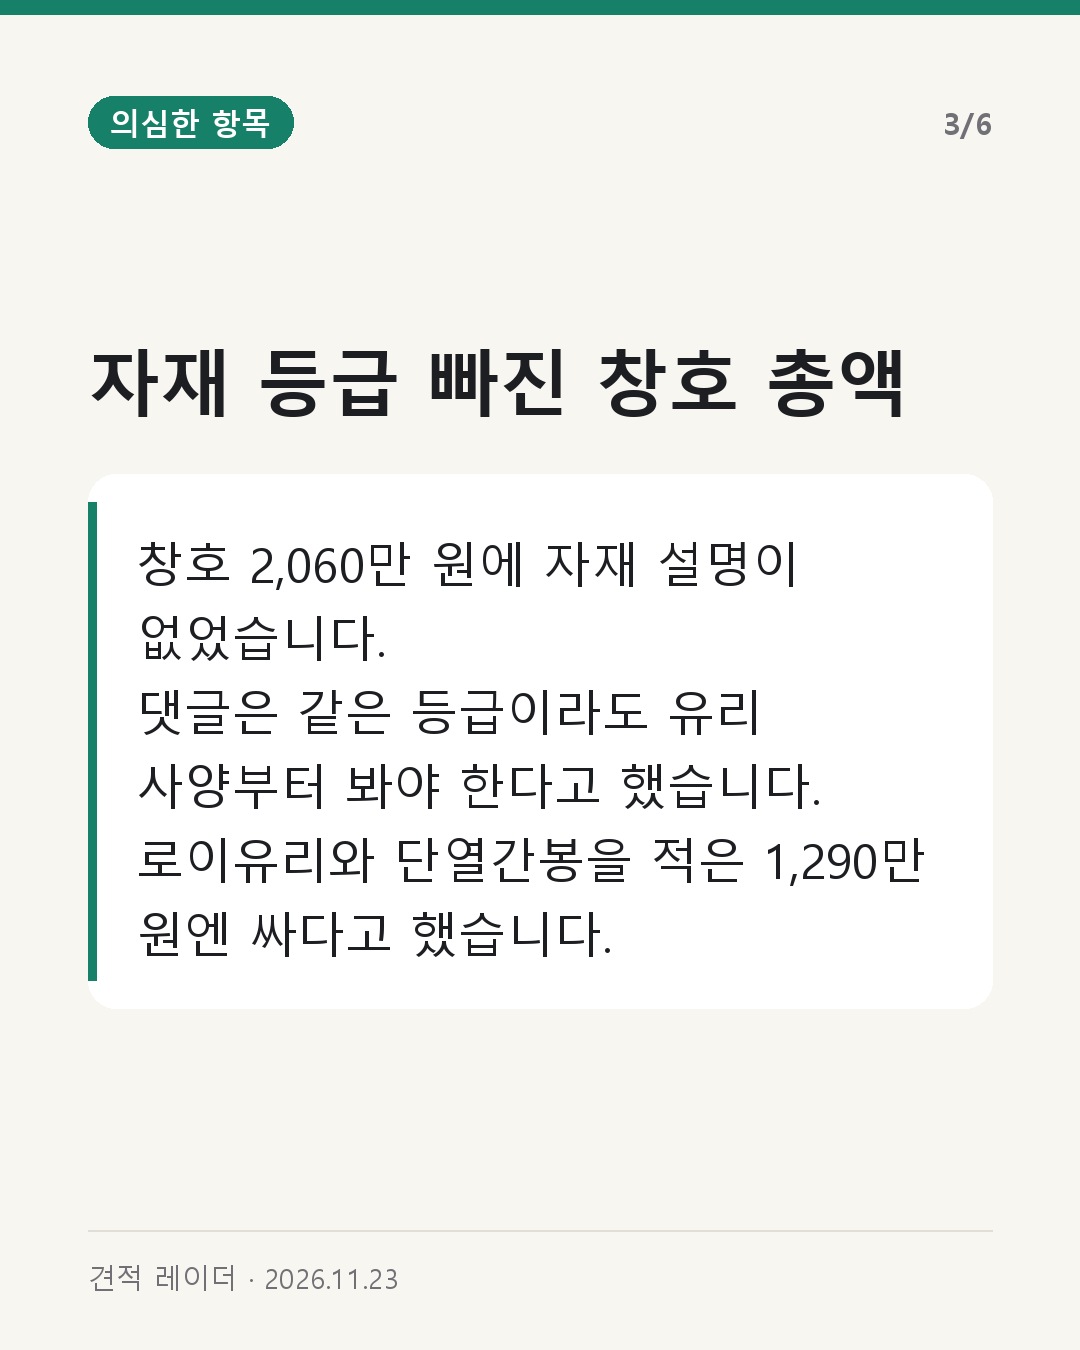 의심한 항목
3/6
자재 등급 빠진 창호 총액
창호 2,060만 원에 자재 설명이
없었습니다.
댓글은 같은 등급이라도 유리
사양부터 봐야 한다고 했습니다.
로이유리와 단열간봉을 적은 1,290만
원엔 싸다고 했습니다.
견적 레이더 · 2026.11.23